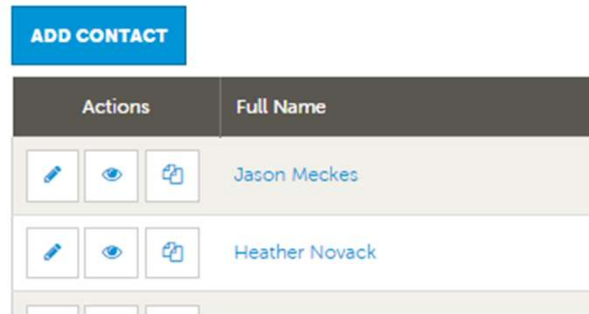 ADD CONTACT
Actions Full Name
Jason Meckes
Heather Novack